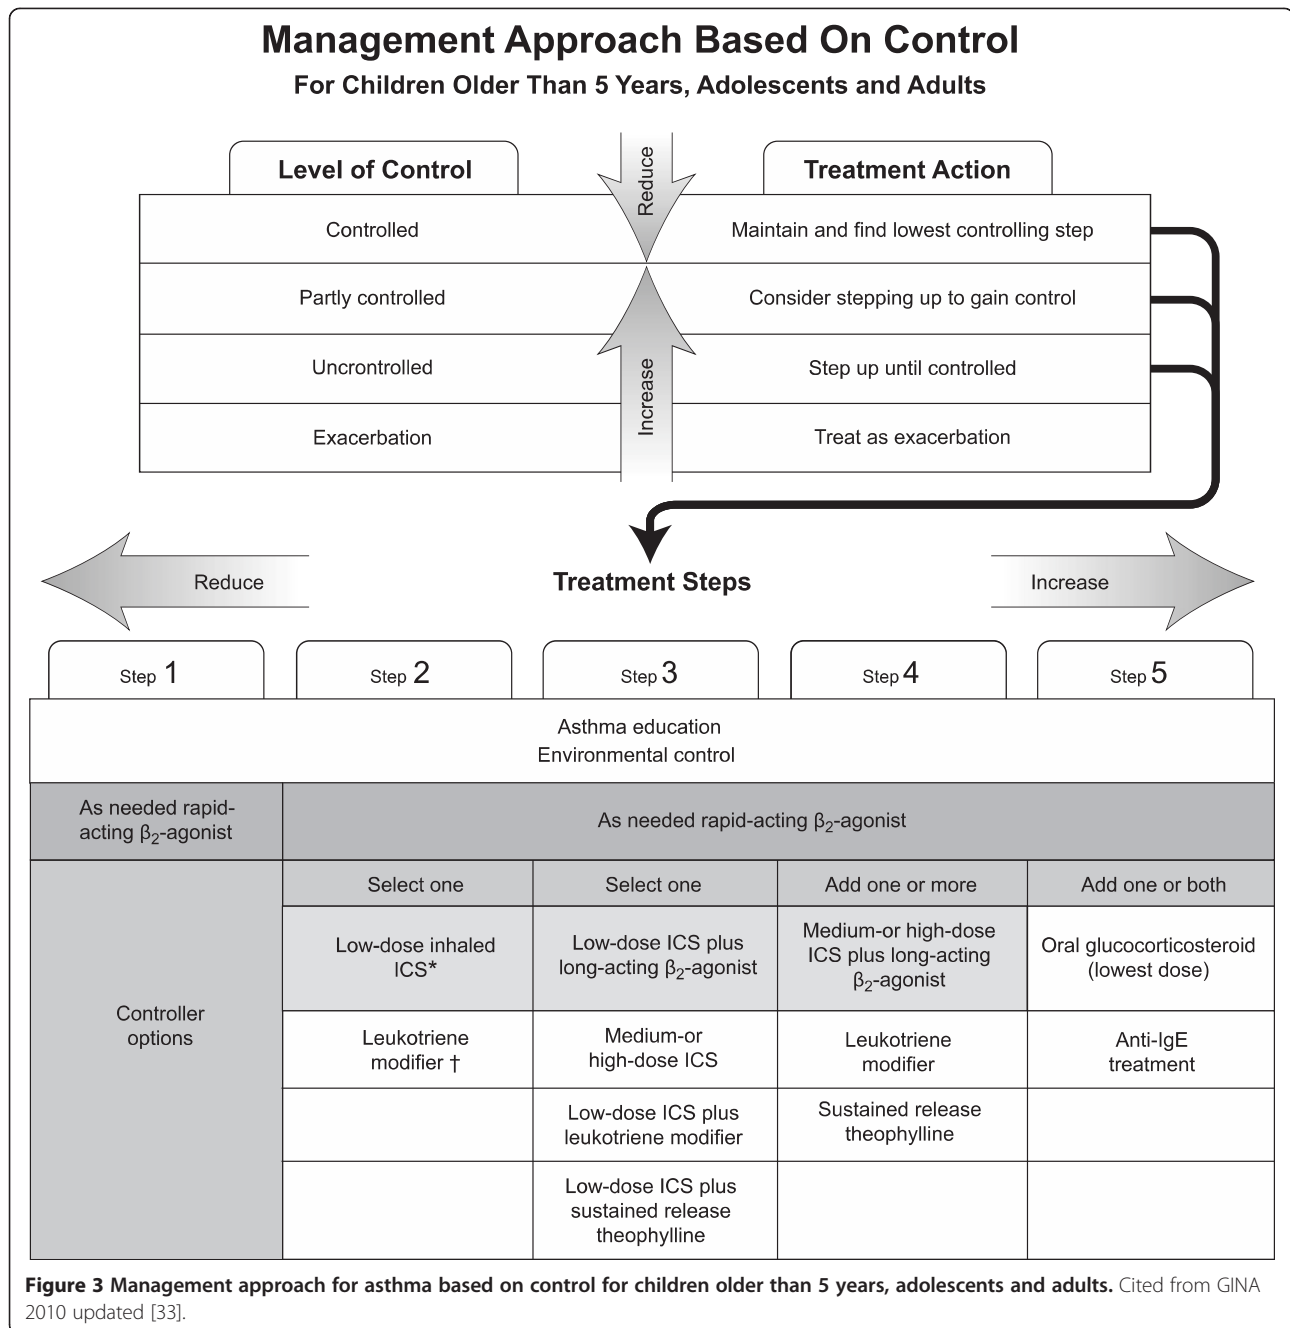 Management Approach Based On Control
For Children Older Than 5 Years, Adolescents and Adults
Level of Control
Reduce
Treatment Action
Controlled
Maintain and find lowest controlling step
Partly controlled
Consider stepping up to gain control
Uncrontrolled
Increase
Step up until controlled
Exacerbation
Treat as exacerbation
Reduce
Treatment Steps
Increase
Step 1
Step 2
Step 3
Step 4
Step 5
Asthma education
Environmental control
As needed rapid-
acting β2-agonist
As needed rapid-acting β2-agonist
Controller
options
Select one
Select one
Add one or more
Add one or both
Low-dose inhaled
ICS*
Low-dose ICS plus
long-acting β2-agonist
Medium-or high-dose
ICS plus long-acting
β2-agonist
Oral glucocorticosteroid
(lowest dose)
Leukotriene
modifier †
Medium-or
high-dose ICS
Leukotriene
modifier
Anti-IgE
treatment
Low-dose ICS plus
leukotriene modifier
Sustained release
theophylline
Low-dose ICS plus
sustained release
theophylline
Figure 3 Management approach for asthma based on control for children older than 5 years, adolescents and adults. Cited from GINA
2010 updated [33].